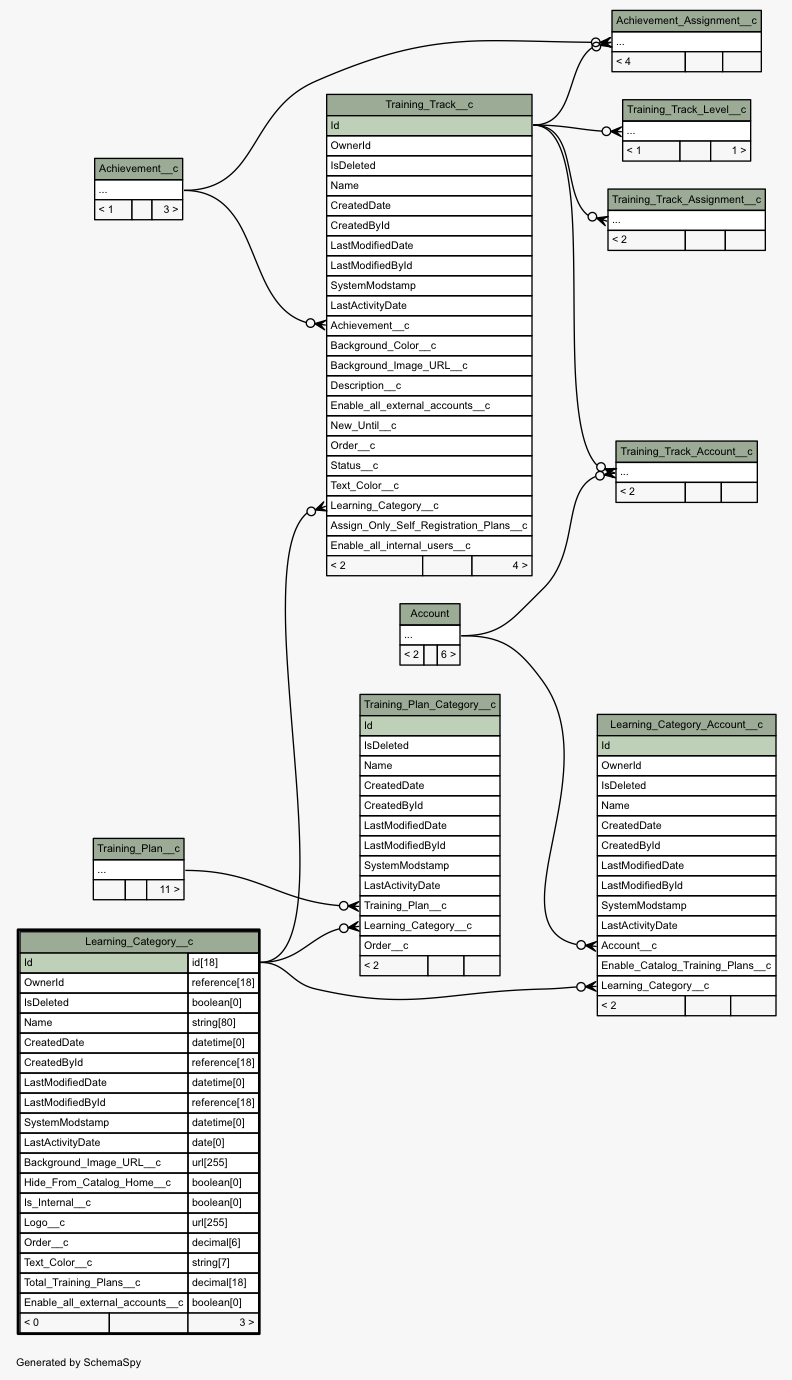 Achievement_Assignment__c
...
< 4
Training_Track__c
Id
OwnerId
IsDeleted
Name
CreatedDate
CreatedById
LastModifiedDate
LastModifiedById
SystemModstamp
LastActivityDate
Achievement__c
Background_Color__c
Background_Image_URL__c
Description__c
Enable_all_external_accounts__c
New_Until__c
Order__c
Status__c
Text_Color__c
Learning_Category__c
Assign_Only_Self_Registration_Plans__c
Enable_all_internal_users__c
< 2 4 >
Training_Track_Level__c
...
< 1 1 >
Achievement__c
...
< 1 3 >
Training_Track_Assignment__c
...
< 2
Training_Track_Account__c
...
< 2
Account
...
< 2 6 >
Training_Plan_Category__c
Id
IsDeleted
Name
CreatedDate
CreatedById
LastModifiedDate
LastModifiedById
SystemModstamp
LastActivityDate
Training_Plan__c
Learning_Category__c
Order__c
< 2
Learning_Category_Account__c
Id
OwnerId
IsDeleted
Name
CreatedDate
CreatedById
LastModifiedDate
LastModifiedById
SystemModstamp
LastActivityDate
Account__c
Enable_Catalog_Training_Plans__c
Learning_Category__c
< 2
Training_Plan__c
...
11 >
Learning_Category__c
Id id[18]
OwnerId reference[18]
IsDeleted boolean[0]
Name string[80]
CreatedDate datetime[0]
CreatedById reference[18]
LastModifiedDate datetime[0]
LastModifiedById reference[18]
SystemModstamp datetime[0]
LastActivityDate date[0]
Background_Image_URL__c url[255]
Hide_From_Catalog_Home__c boolean[0]
Is_Internal__c boolean[0]
Logo__c url[255]
Order__c decimal[6]
Text_Color__c string[7]
Total_Training_Plans__c decimal[18]
Enable_all_external_accounts__c boolean[0]
< 0 3 >
Generated by SchemaSpy